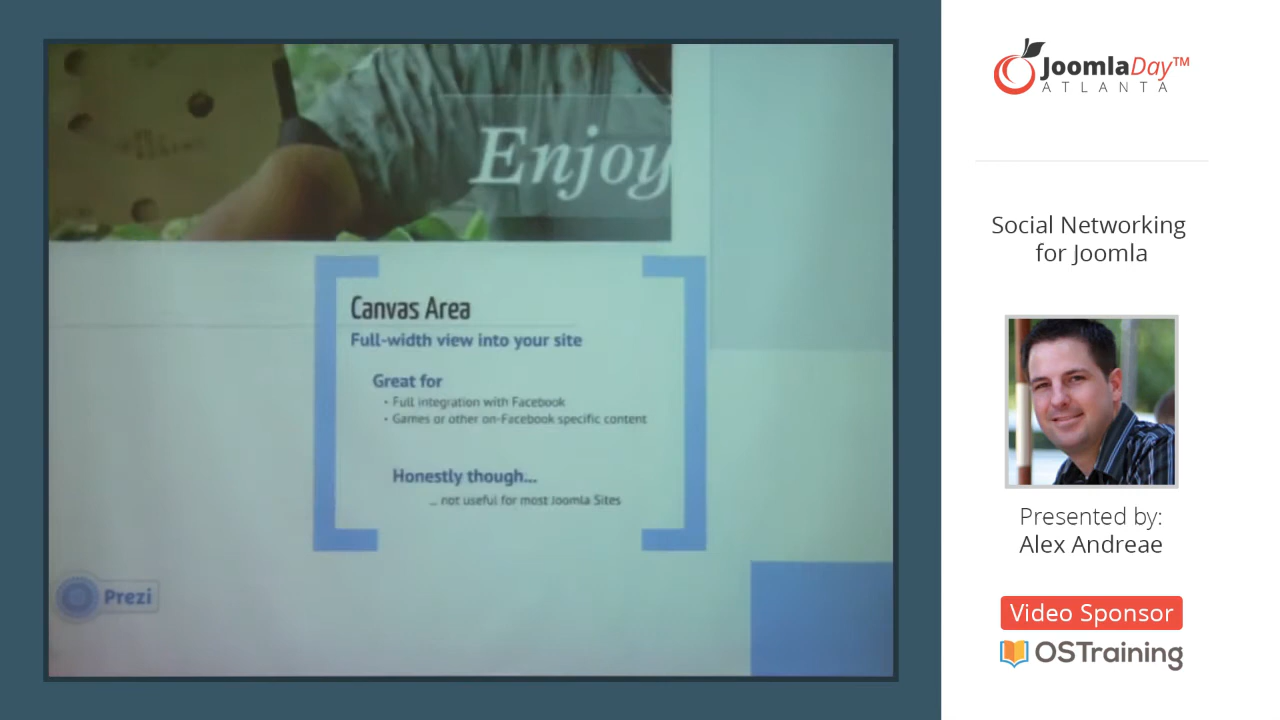 Enjoy
Canvas Area
Full-width view into your site
Great for
• Full integration with Facebook
• Games or other on-Facebook specific content
Honestly though...
... not useful for most Joomla Sites
Prezi
JoomlaDay™
ATLANTA
Social Networking
for Joomla
Presented by:
Alex Andreae
Video Sponsor
OSTraining